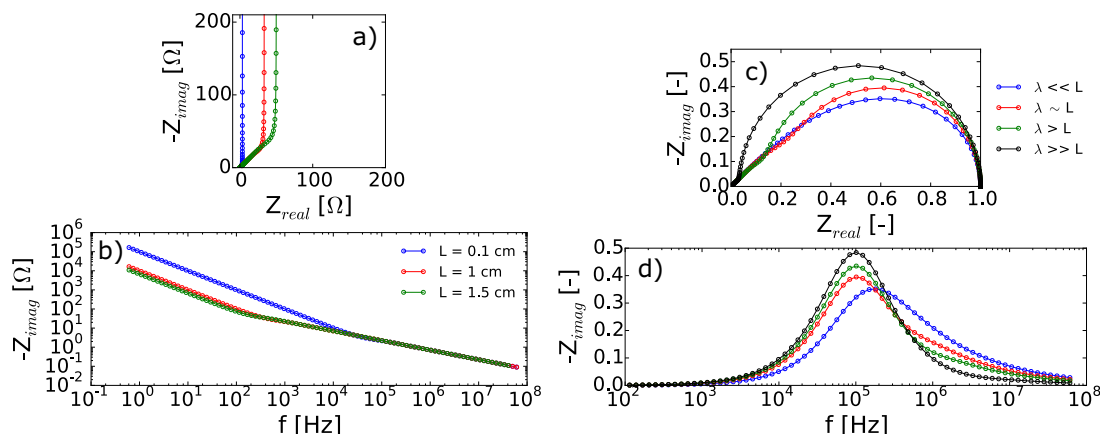 a)
-Z_imag [Ω]
200
100
0
0 100 200
Z_real [Ω]
b)
-Z_imag [Ω]
10^6
10^5
10^4
10^3
10^2
10^1
10^0
10^-1
10^-2
L = 0.1 cm
L = 1 cm
L = 1.5 cm
10^-1 10^0 10^1 10^2 10^3 10^4 10^5 10^6 10^7 10^8
f [Hz]
c)
-Z_imag [-]
0.5
0.4
0.3
0.2
0.1
0.0
0.0 0.2 0.4 0.6 0.8 1.0
Z_real [-]
λ << L
λ ∼ L
λ > L
λ >> L
d)
-Z_imag [-]
0.5
0.4
0.3
0.2
0.1
0.0
10^2 10^3 10^4 10^5 10^6 10^7 10^8
f [Hz]